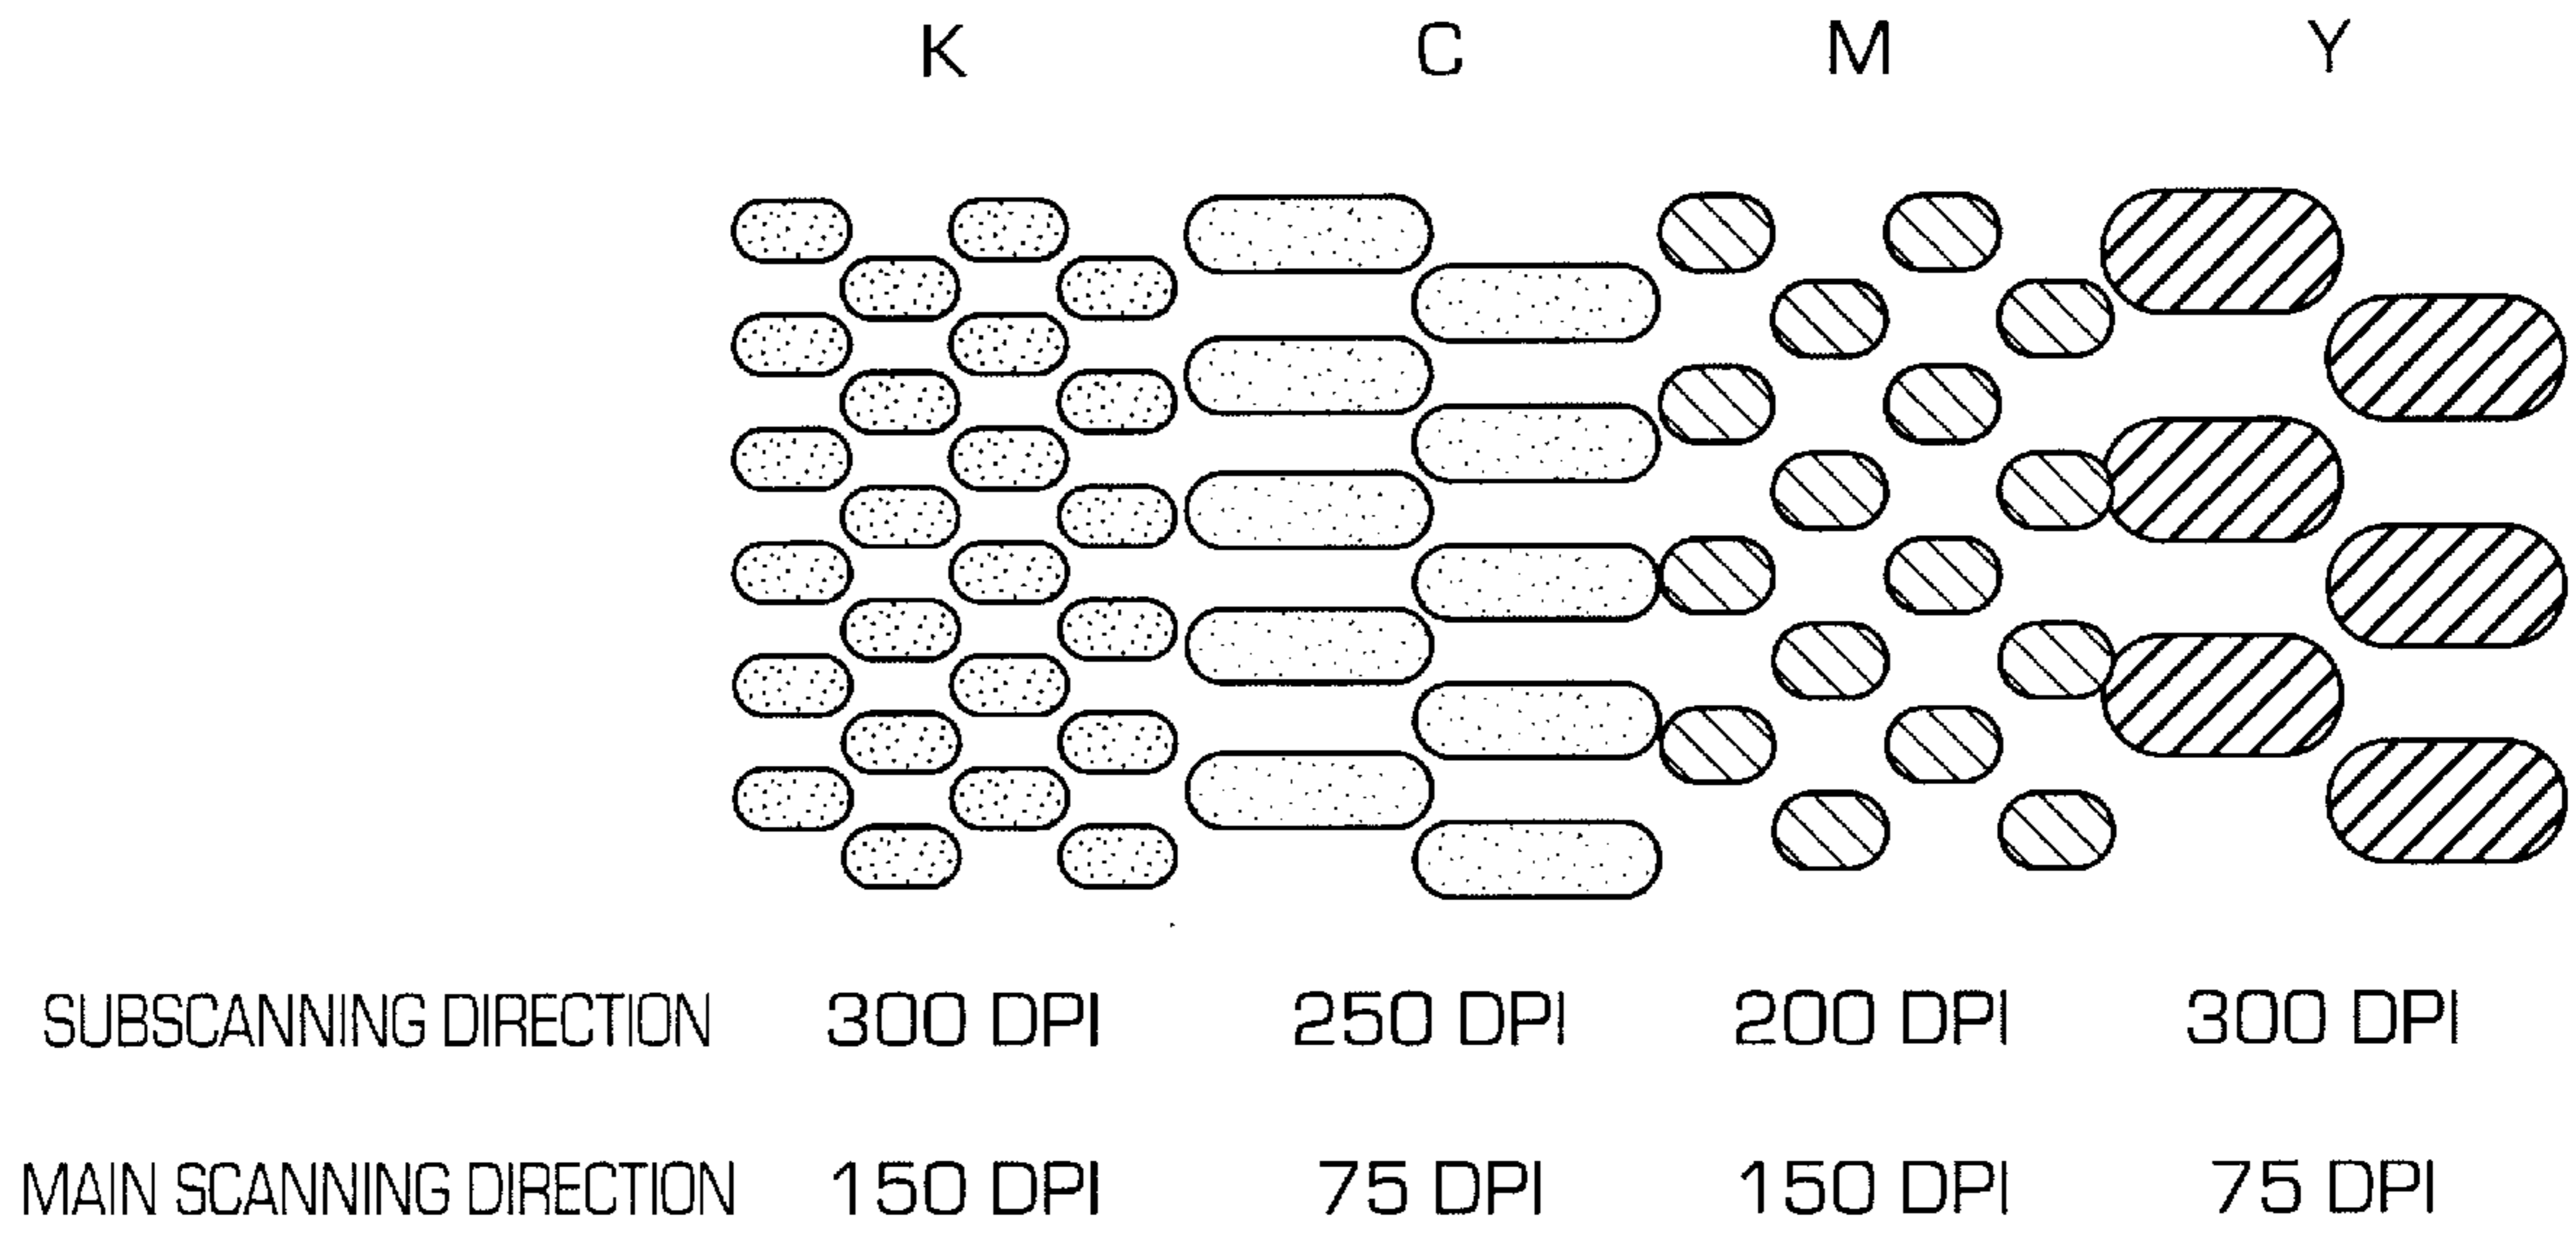 K C M Y
SUBSCANNING DIRECTION 300 DPI 250 DPI 200 DPI 300 DPI
MAIN SCANNING DIRECTION 150 DPI 75 DPI 150 DPI 75 DPI